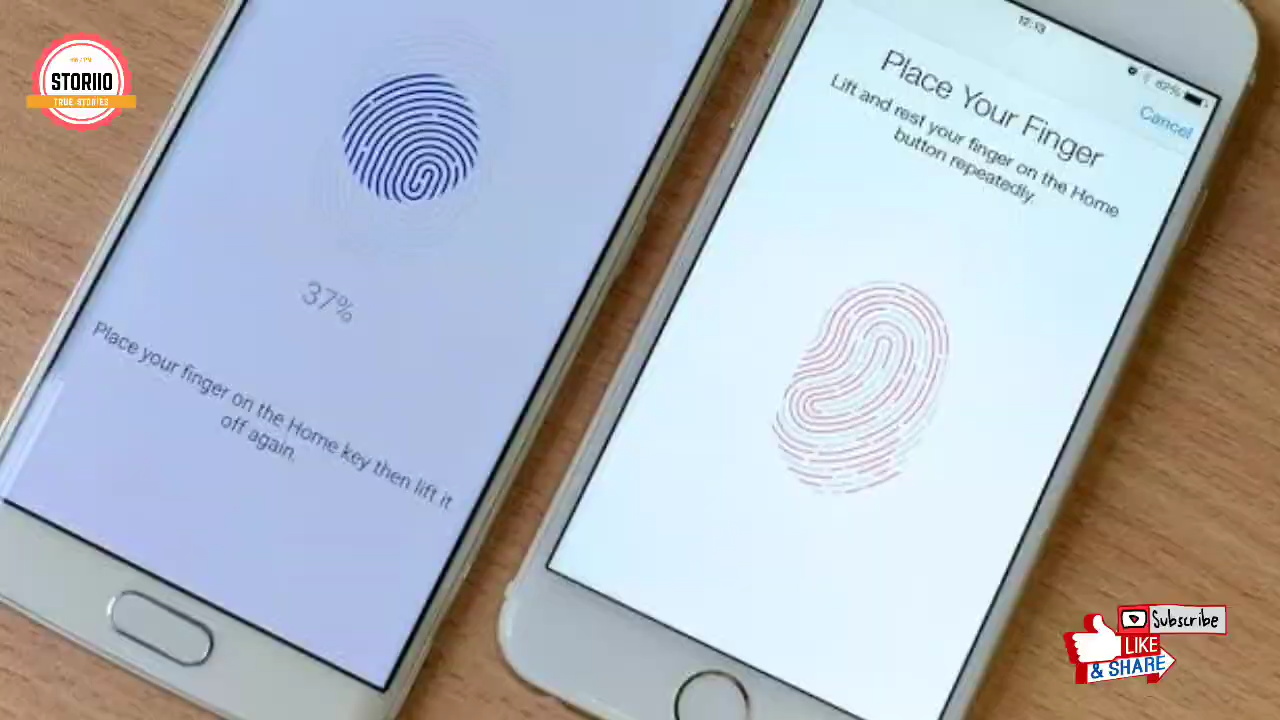 STORIIO
TRUE STORIES
37%
Place your finger on the Home key then lift it
off again.
12:13
62%
Cancel
Place Your Finger
Lift and rest your finger on the Home
button repeatedly.
Subscribe
LIKE
& SHARE